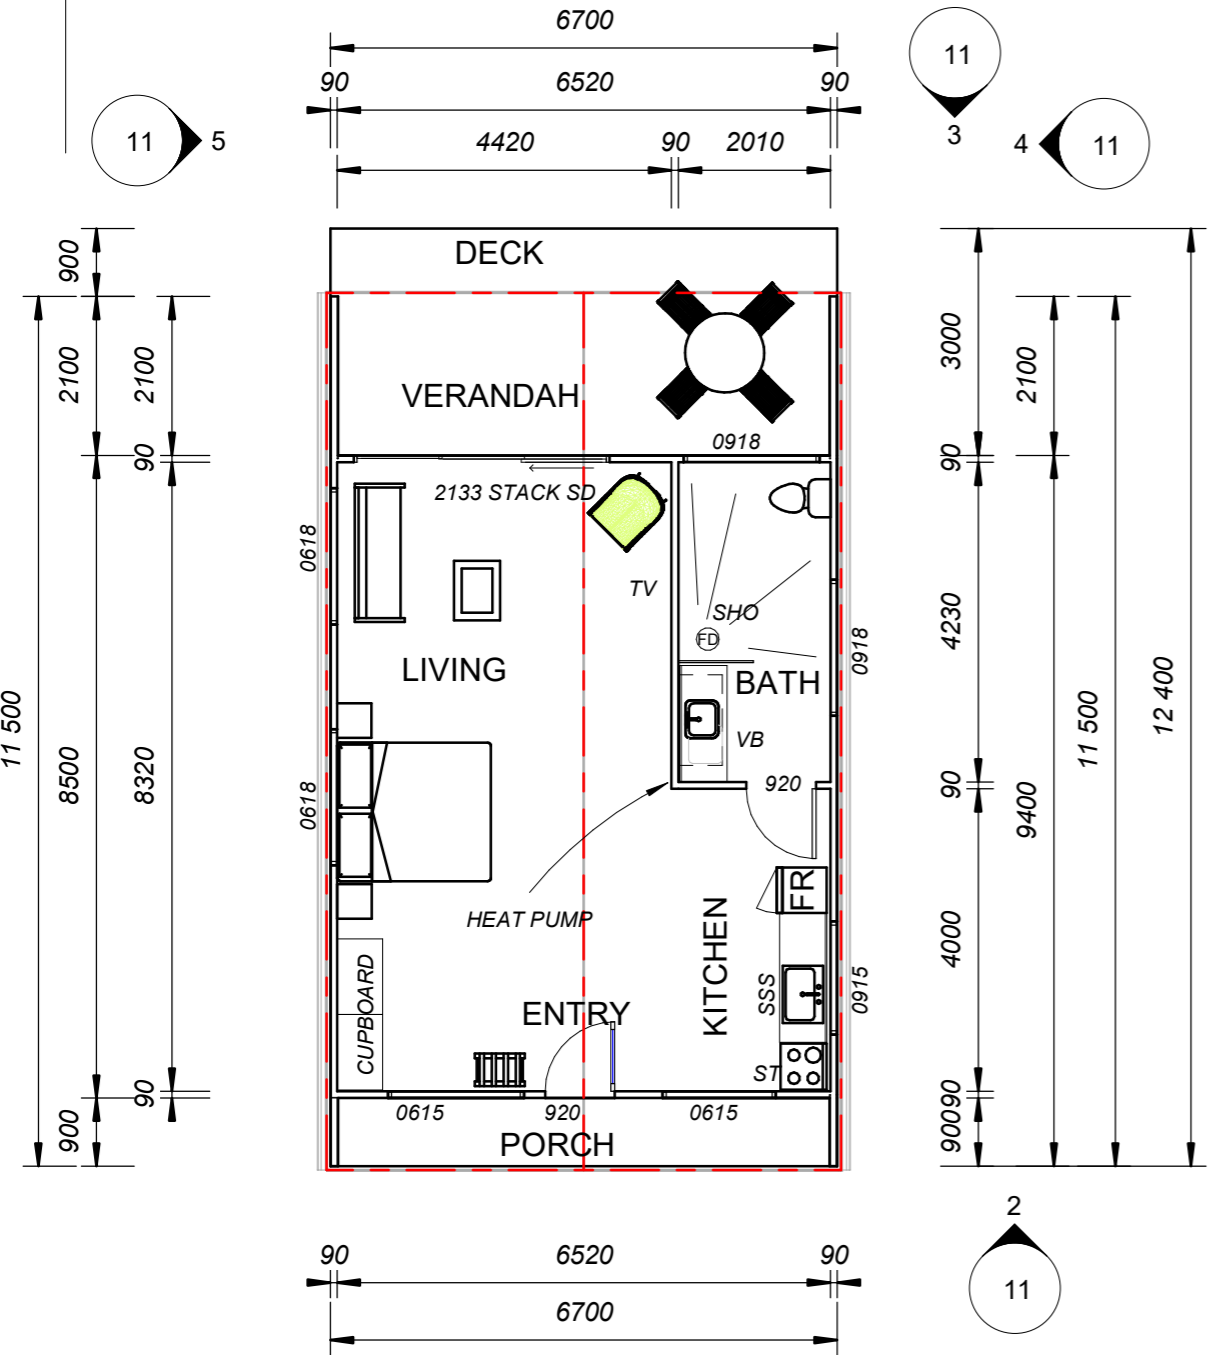 6700
90 6520 90
4420 90 2010
11
3
11 5
4 11
DECK
900
2100
2100
90
11 500
8500
8320
90
900
VERANDAH
0918
2133 STACK SD
0618
TV
SHO
FD
LIVING
BATH
VB
0918
920
0618
HEAT PUMP
FR
KITCHEN
SSS
0915
CUPBOARD
ENTRY
ST
0615 920 0615
PORCH
3000
2100
90
4230
90
4000
90
900
9400
11 500
12 400
90 6520 90
6700
2
11